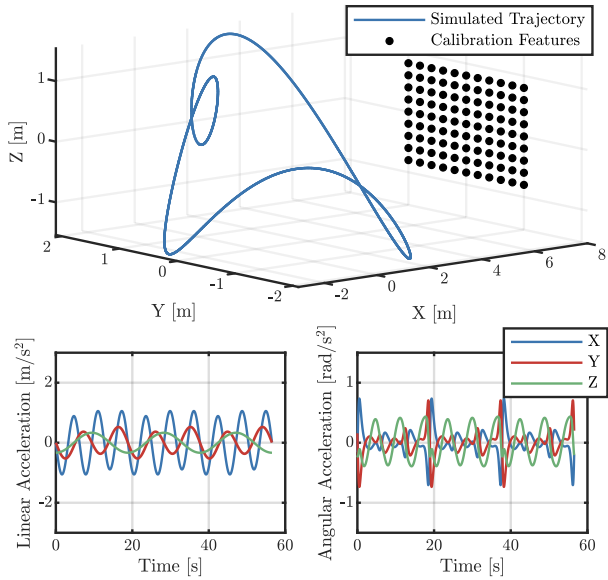 Simulated Trajectory
Calibration Features
1
0
-1
Z [m]
2
1
0
-1
-2
Y [m]
-2
0
2
4
6
8
X [m]
X
Y
Z
Linear Acceleration [m/s²]
2
0
-2
0
20
40
60
Time [s]
Angular Acceleration [rad/s²]
1
0
-1
0
20
40
60
Time [s]